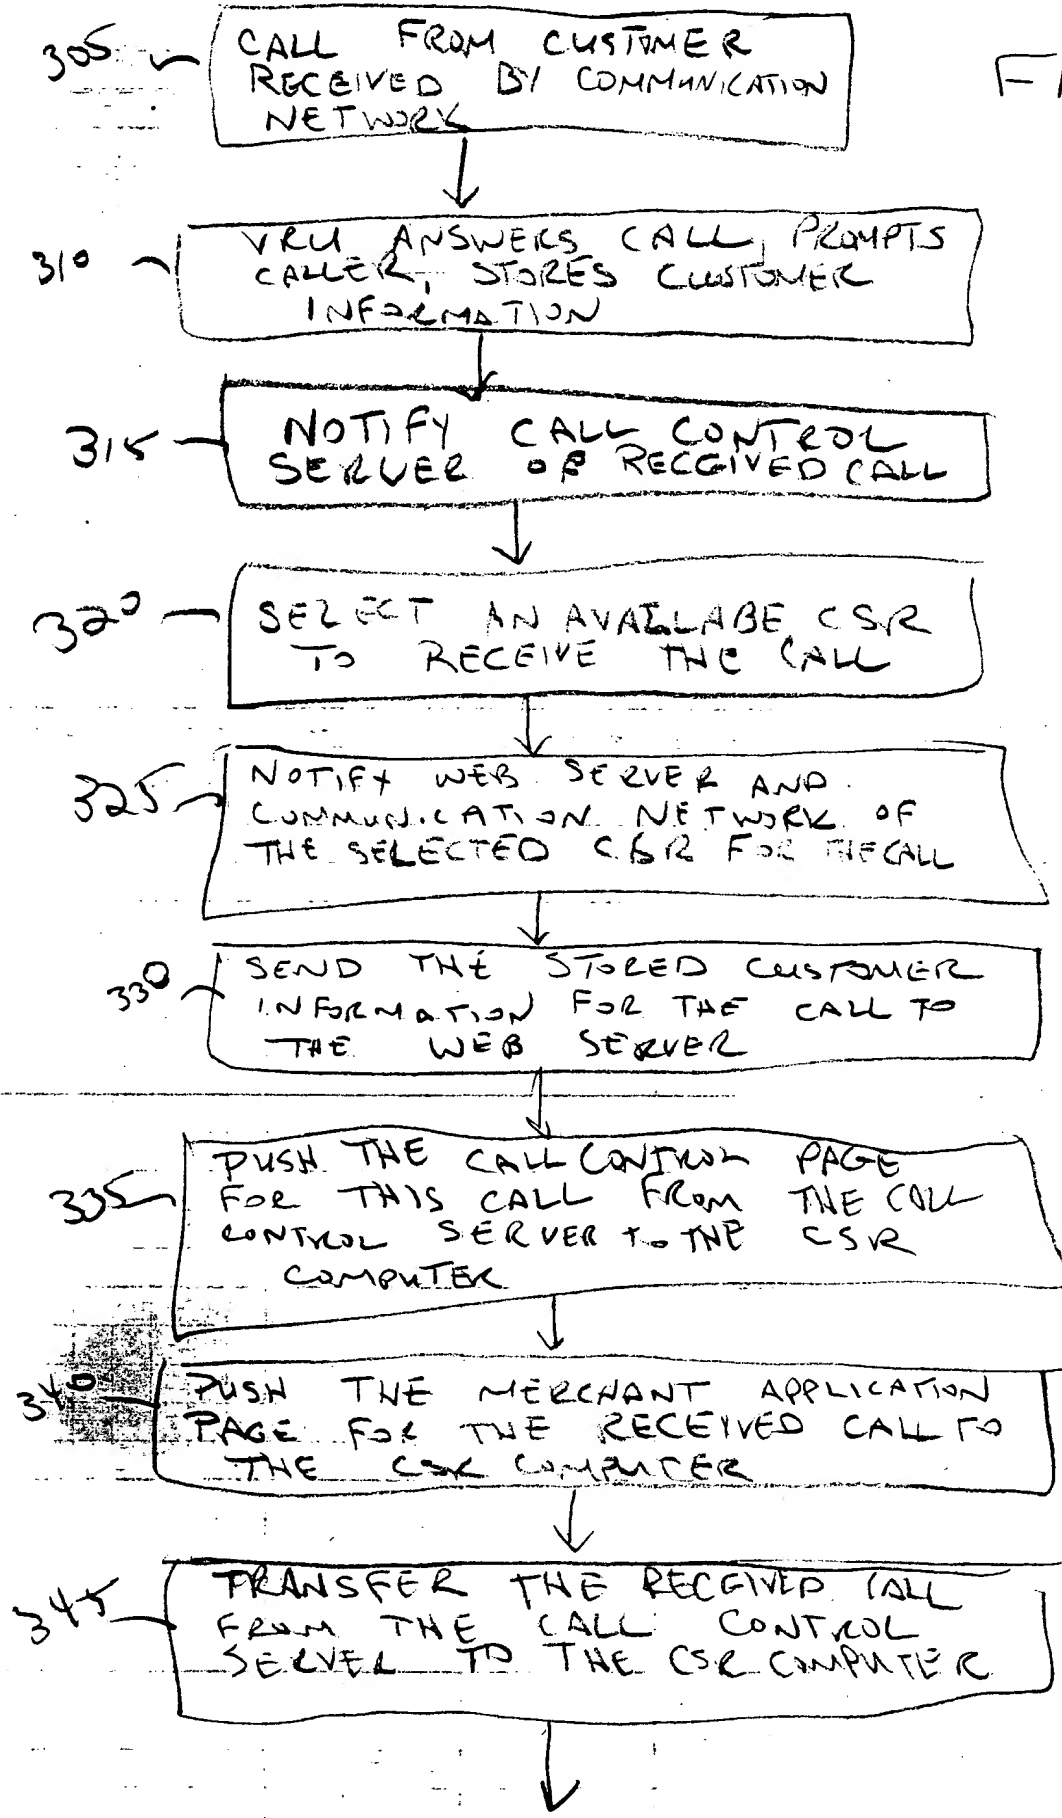 305
CALL FROM CUSTOMER
RECEIVED BY COMMUNICATION
NETWORK
310
VRU ANSWERS CALL, PROMPTS
CALLER, STORES CUSTOMER
INFORMATION
315
NOTIFY CALL CONTROL
SERVER OF RECEIVED CALL
320
SELECT AN AVAILABE CSR
TO RECEIVE THE CALL
325
NOTIFY WEB SERVER AND
COMMUNICATION NETWORK OF
THE SELECTED CSR FOR THE CALL
330
SEND THE STORED CUSTOMER
INFORMATION FOR THE CALL TO
THE WEB SERVER
335
PUSH THE CALL CONTROL PAGE
FOR THIS CALL FROM THE CALL
CONTROL SERVER TO THE CSR
COMPUTER
340
PUSH THE MERCHANT APPLICATION
PAGE FOR THE RECEIVED CALL TO
THE CSR COMPUTER
345
TRANSFER THE RECEIVED CALL
FROM THE CALL CONTROL
SERVER TO THE CSR COMPUTER